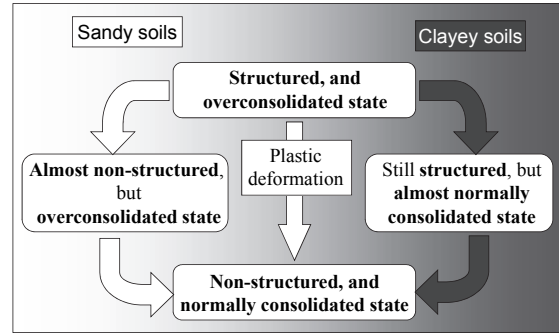 Sandy soils
Clayey soils
Structured, and
overconsolidated state
Almost non-structured,
but
overconsolidated state
Plastic
deformation
Still structured, but
almost normally
consolidated state
Non-structured, and
normally consolidated state